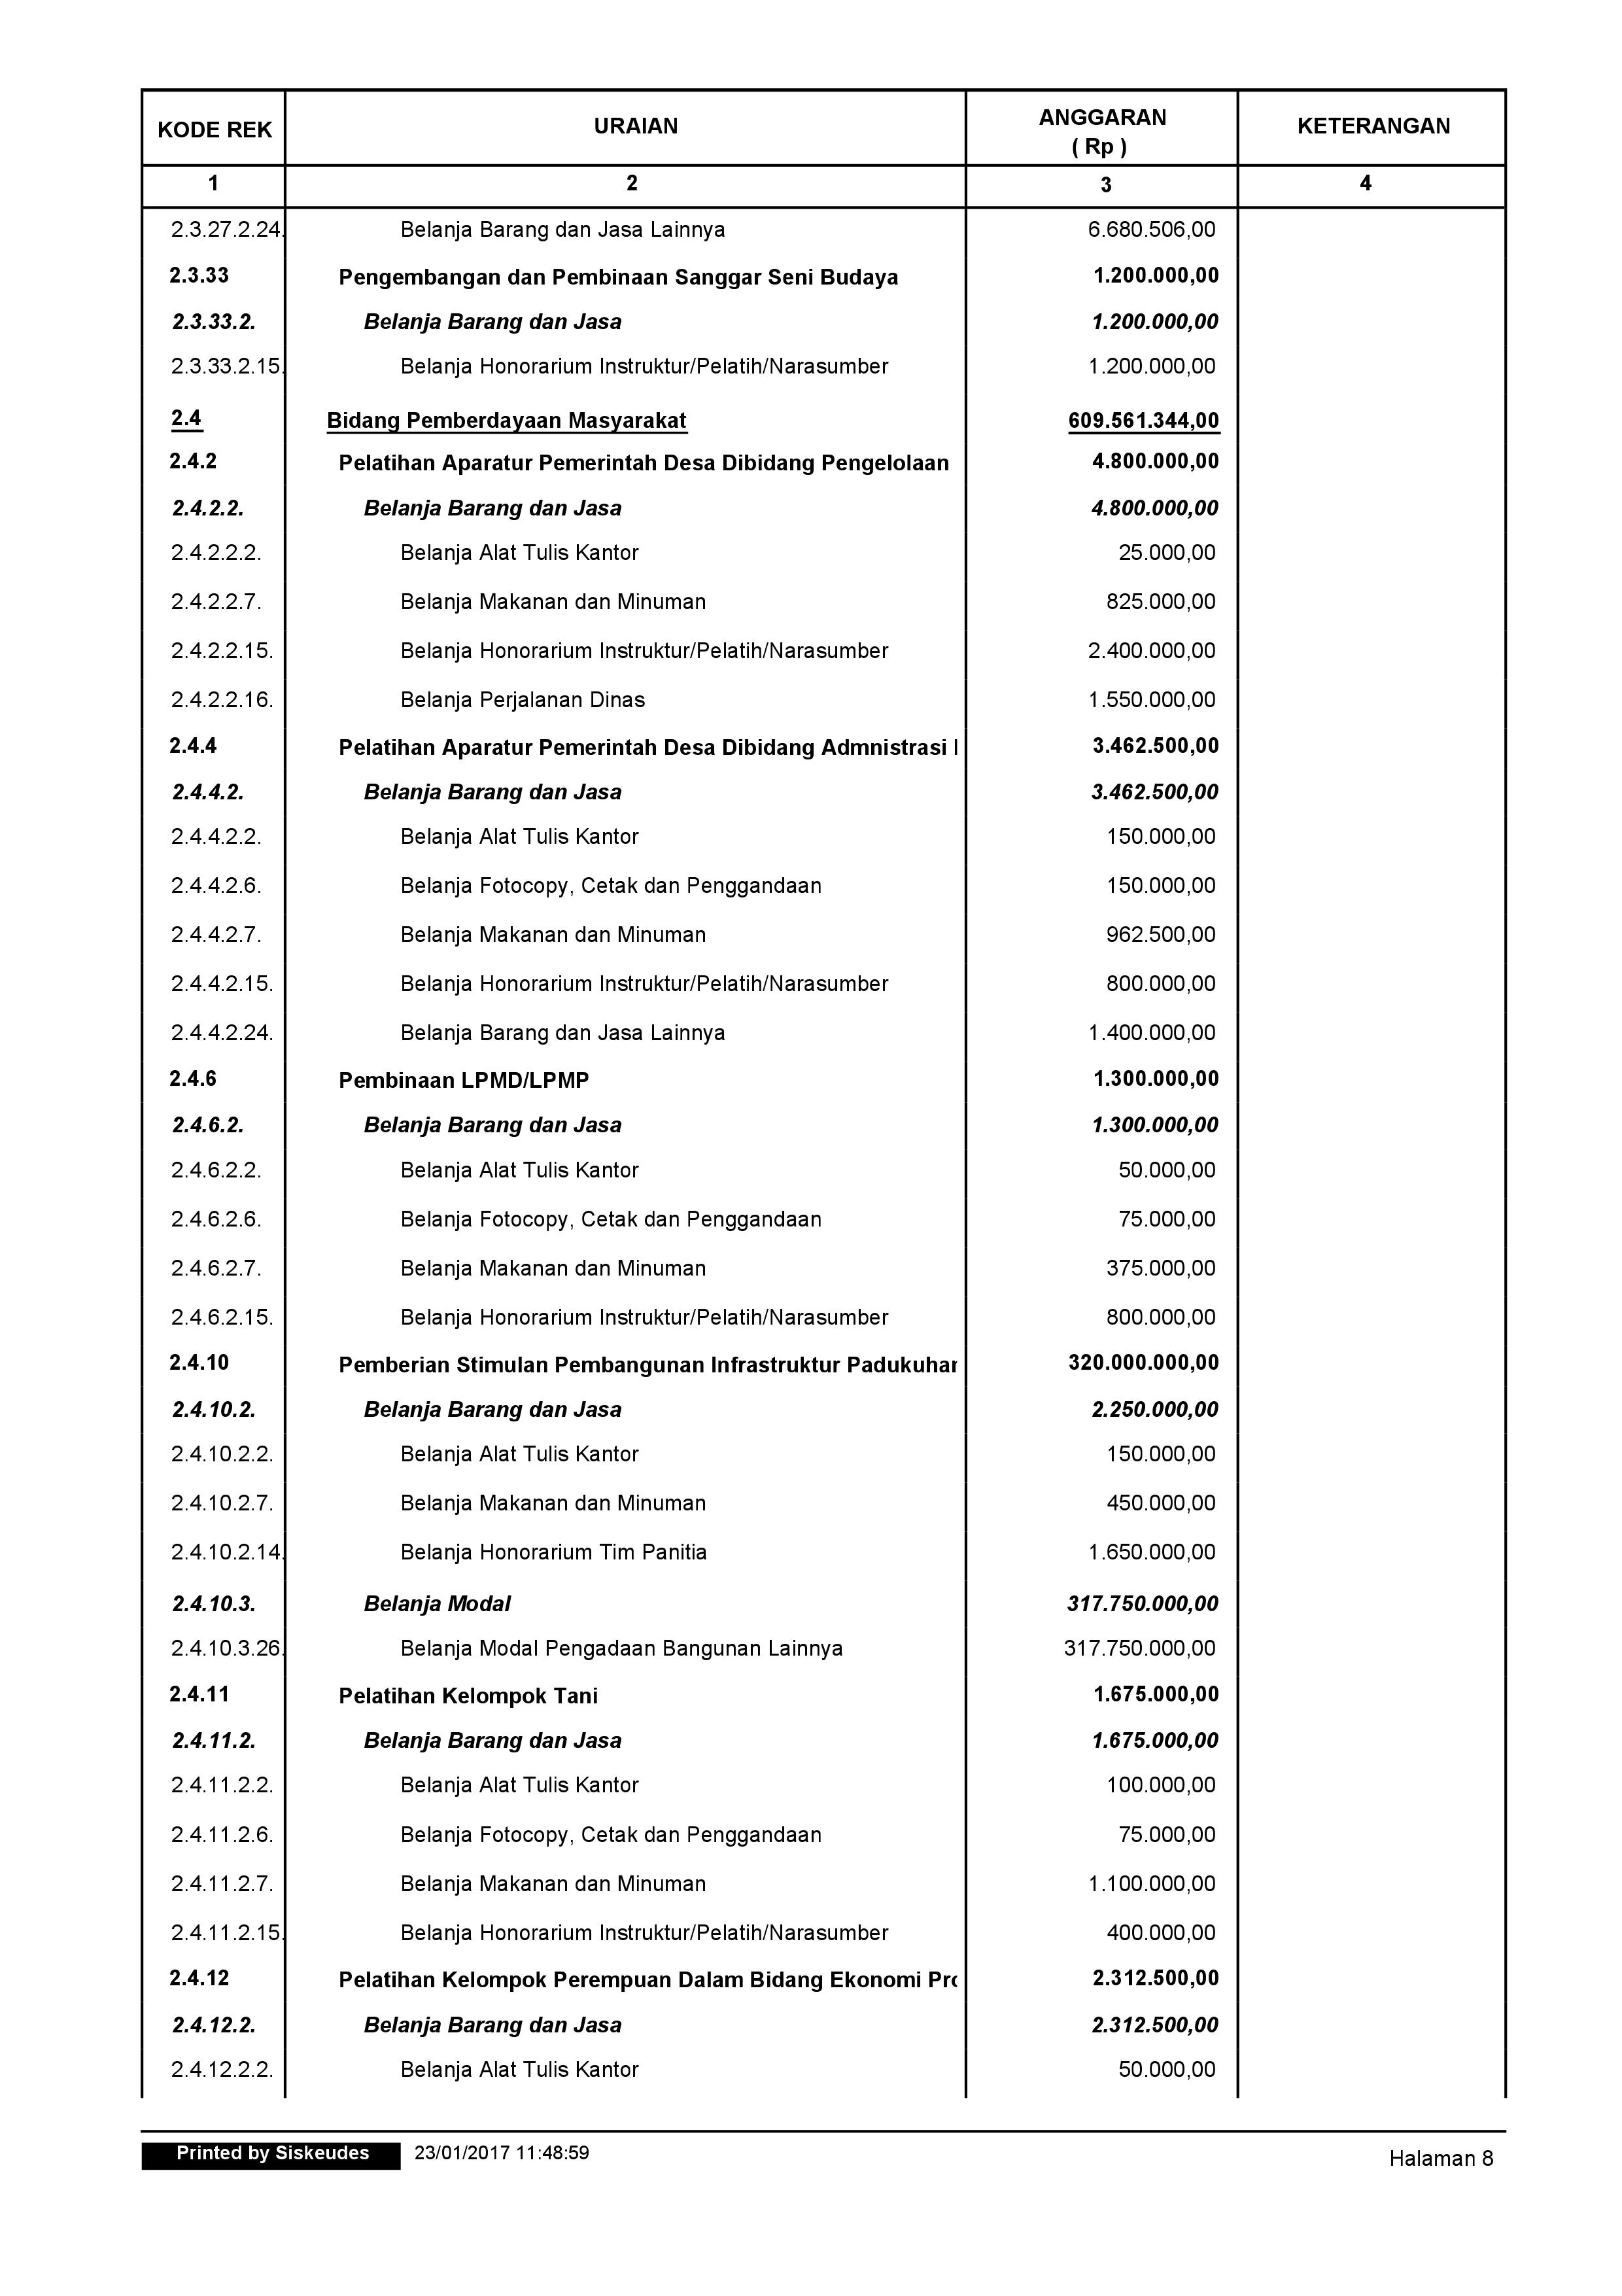 KODE REK URAIAN ANGGARAN ( Rp ) KETERANGAN
1 2 3 4
2.3.27.2.24. Belanja Barang dan Jasa Lainnya 6.680.506,00
2.3.33 Pengembangan dan Pembinaan Sanggar Seni Budaya 1.200.000,00
2.3.33.2. Belanja Barang dan Jasa 1.200.000,00
2.3.33.2.15. Belanja Honorarium Instruktur/Pelatih/Narasumber 1.200.000,00
2.4 Bidang Pemberdayaan Masyarakat 609.561.344,00
2.4.2 Pelatihan Aparatur Pemerintah Desa Dibidang Pengelolaan 4.800.000,00
2.4.2.2. Belanja Barang dan Jasa 4.800.000,00
2.4.2.2.2. Belanja Alat Tulis Kantor 25.000,00
2.4.2.2.7. Belanja Makanan dan Minuman 825.000,00
2.4.2.2.15. Belanja Honorarium Instruktur/Pelatih/Narasumber 2.400.000,00
2.4.2.2.16. Belanja Perjalanan Dinas 1.550.000,00
2.4.4 Pelatihan Aparatur Pemerintah Desa Dibidang Admnistrasi 3.462.500,00
2.4.4.2. Belanja Barang dan Jasa 3.462.500,00
2.4.4.2.2. Belanja Alat Tulis Kantor 150.000,00
2.4.4.2.6. Belanja Fotocopy, Cetak dan Penggandaan 150.000,00
2.4.4.2.7. Belanja Makanan dan Minuman 962.500,00
2.4.4.2.15. Belanja Honorarium Instruktur/Pelatih/Narasumber 800.000,00
2.4.4.2.24. Belanja Barang dan Jasa Lainnya 1.400.000,00
2.4.6 Pembinaan LPMD/LPMP 1.300.000,00
2.4.6.2. Belanja Barang dan Jasa 1.300.000,00
2.4.6.2.2. Belanja Alat Tulis Kantor 50.000,00
2.4.6.2.6. Belanja Fotocopy, Cetak dan Penggandaan 75.000,00
2.4.6.2.7. Belanja Makanan dan Minuman 375.000,00
2.4.6.2.15. Belanja Honorarium Instruktur/Pelatih/Narasumber 800.000,00
2.4.10 Pemberian Stimulan Pembangunan Infrastruktur Padukuhan 320.000.000,00
2.4.10.2. Belanja Barang dan Jasa 2.250.000,00
2.4.10.2.2. Belanja Alat Tulis Kantor 150.000,00
2.4.10.2.7. Belanja Makanan dan Minuman 450.000,00
2.4.10.2.14. Belanja Honorarium Tim Panitia 1.650.000,00
2.4.10.3. Belanja Modal 317.750.000,00
2.4.10.3.26. Belanja Modal Pengadaan Bangunan Lainnya 317.750.000,00
2.4.11 Pelatihan Kelompok Tani 1.675.000,00
2.4.11.2. Belanja Barang dan Jasa 1.675.000,00
2.4.11.2.2. Belanja Alat Tulis Kantor 100.000,00
2.4.11.2.6. Belanja Fotocopy, Cetak dan Penggandaan 75.000,00
2.4.11.2.7. Belanja Makanan dan Minuman 1.100.000,00
2.4.11.2.15. Belanja Honorarium Instruktur/Pelatih/Narasumber 400.000,00
2.4.12 Pelatihan Kelompok Perempuan Dalam Bidang Ekonomi Pro 2.312.500,00
2.4.12.2. Belanja Barang dan Jasa 2.312.500,00
2.4.12.2.2. Belanja Alat Tulis Kantor 50.000,00
Printed by Siskeudes 23/01/2017 11:48:59 Halaman 8